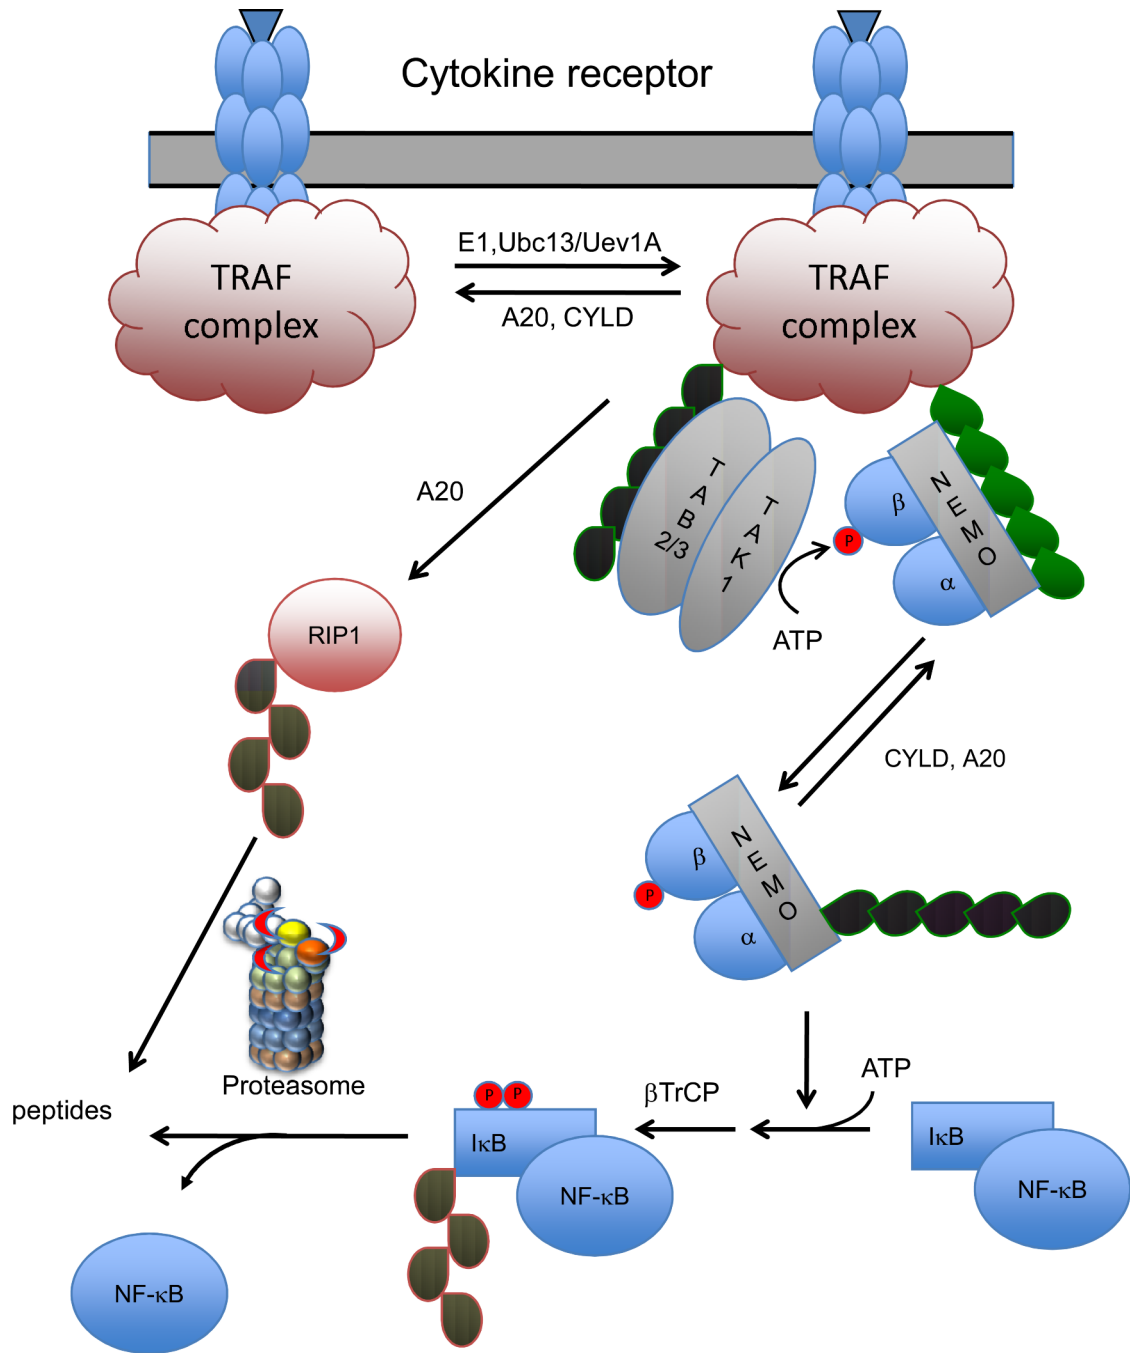 Cytokine receptor
TRAF
complex
E1,Ubc13/Uev1A
A20, CYLD
TRAF
complex
A20
TAB
2/3
TAK
1
P
β
α
NEMO
ATP
RIP1
CYLD, A20
P
β
α
NEMO
Proteasome
peptides
P P
IκB
NF-κB
βTrCP
ATP
IκB
NF-κB
NF-κB